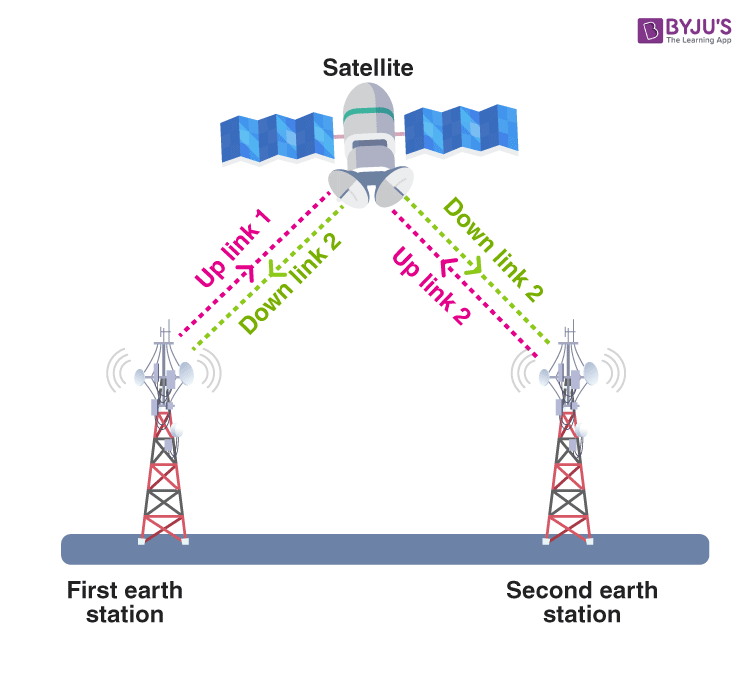 BYJU'S
The Learning App
Satellite
Up link 1
Down link 2
Up link 2
Down link 2
First earth
station
Second earth
station